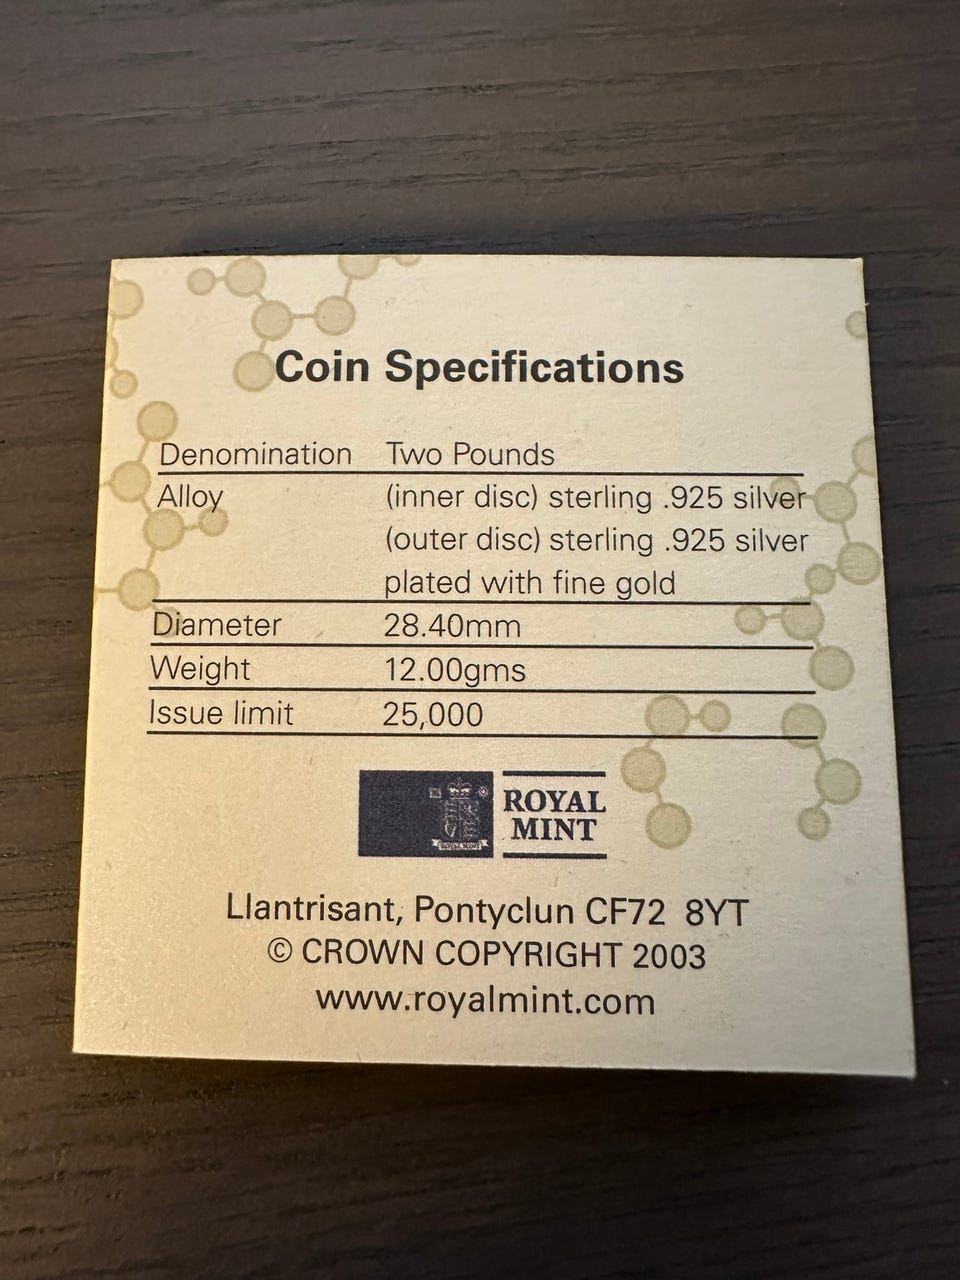 Coin Specifications
Denomination Two Pounds
Alloy (inner disc) sterling .925 silver
(outer disc) sterling .925 silver
plated with fine gold
Diameter 28.40mm
Weight 12.00gms
Issue limit 25,000
ROYAL
MINT
ROYAL MINT
Llantrisant, Pontyclun CF72 8YT
© CROWN COPYRIGHT 2003
www.royalmint.com